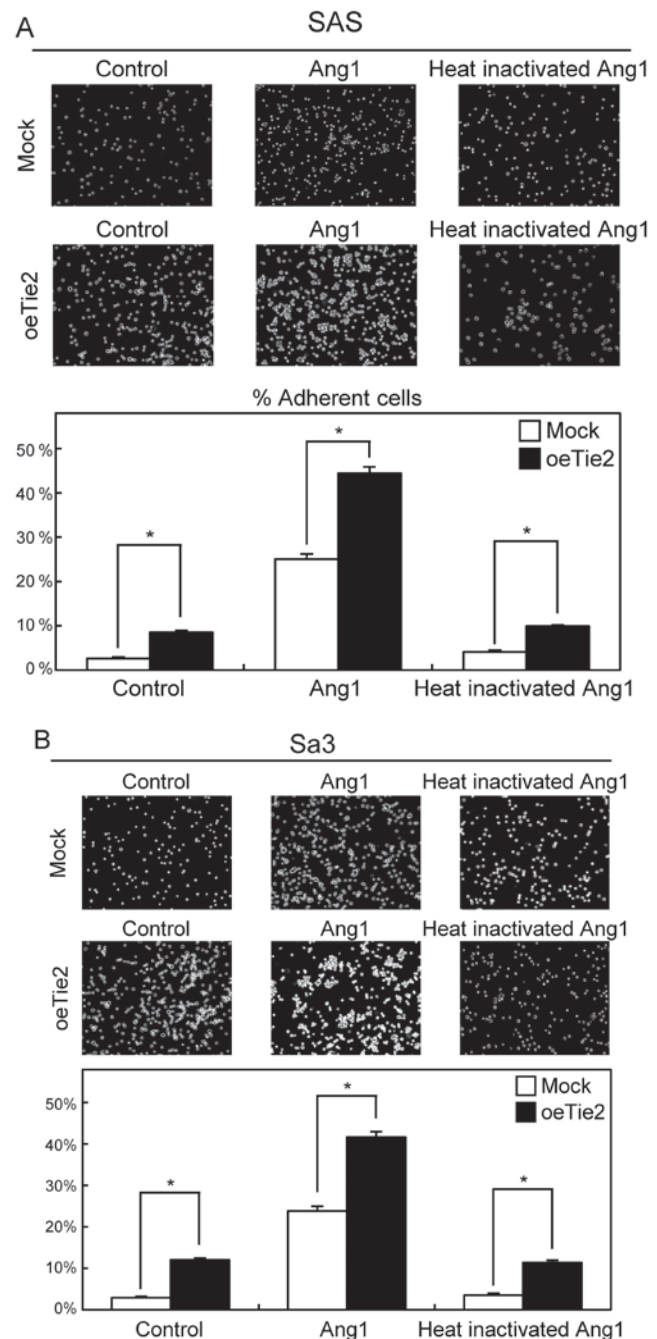 A
SAS
Control Ang1 Heat inactivated Ang1
Mock
Control Ang1 Heat inactivated Ang1
oeTie2
% Adherent cells
Mock
oeTie2
50 %
40 %
30 %
20 %
10 %
0 %
* * *
Control Ang1 Heat inactivated Ang1
B
Sa3
Control Ang1 Heat inactivated Ang1
Mock
Control Ang1 Heat inactivated Ang1
oeTie2
Mock
oeTie2
50%
40%
30%
20%
10%
0%
* * *
Control Ang1 Heat inactivated Ang1